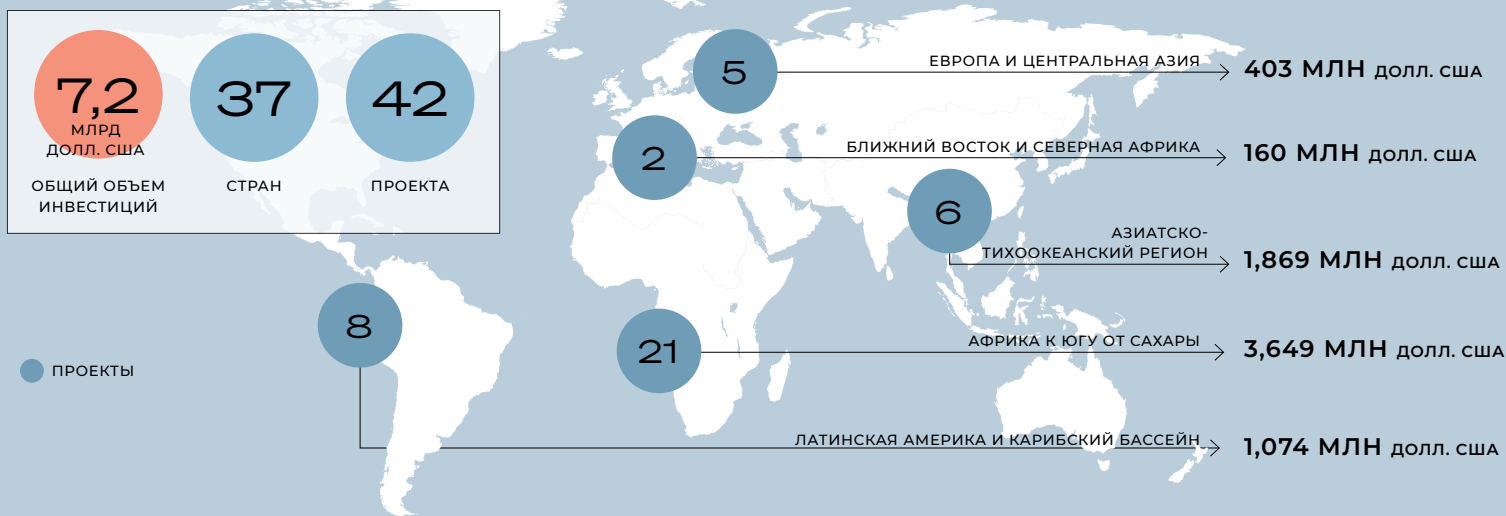 7,2
МЛРД
ДОЛЛ. США
ОБЩИЙ ОБЪЕМ
ИНВЕСТИЦИЙ
37
СТРАН
42
ПРОЕКТА
5
ЕВРОПА И ЦЕНТРАЛЬНАЯ АЗИЯ
403 МЛН ДОЛЛ. США
2
БЛИЖНИЙ ВОСТОК И СЕВЕРНАЯ АФРИКА
160 МЛН ДОЛЛ. США
6
АЗИАТСКО-
ТИХООКЕАНСКИЙ РЕГИОН
1,869 МЛН ДОЛЛ. США
21
АФРИКА К ЮГУ ОТ САХАРЫ
3,649 МЛН ДОЛЛ. США
8
ЛАТИНСКАЯ АМЕРИКА И КАРИБСКИЙ БАССЕЙН
1,074 МЛН ДОЛЛ. США
ПРОЕКТЫ